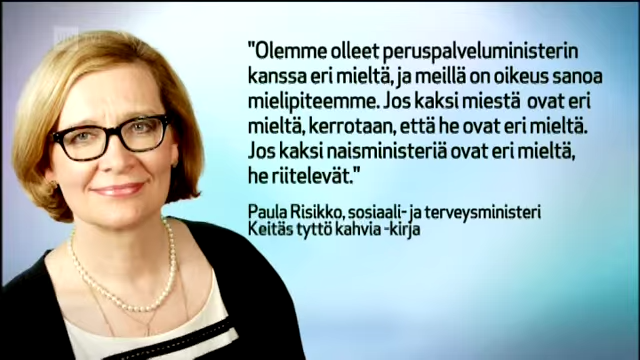 "Olemme olleet peruspalveluministerin
kanssa eri mieltä, ja meillä on oikeus sanoa
mielipiteemme. Jos kaksi miestä ovat eri
mieltä, kerrotaan, että he ovat eri mieltä.
Jos kaksi naisministeriä ovat eri mieltä,
he riitelevät."
Paula Risikko, sosiaali- ja terveysministeri
Keitäs tyttö kahvia -kirja